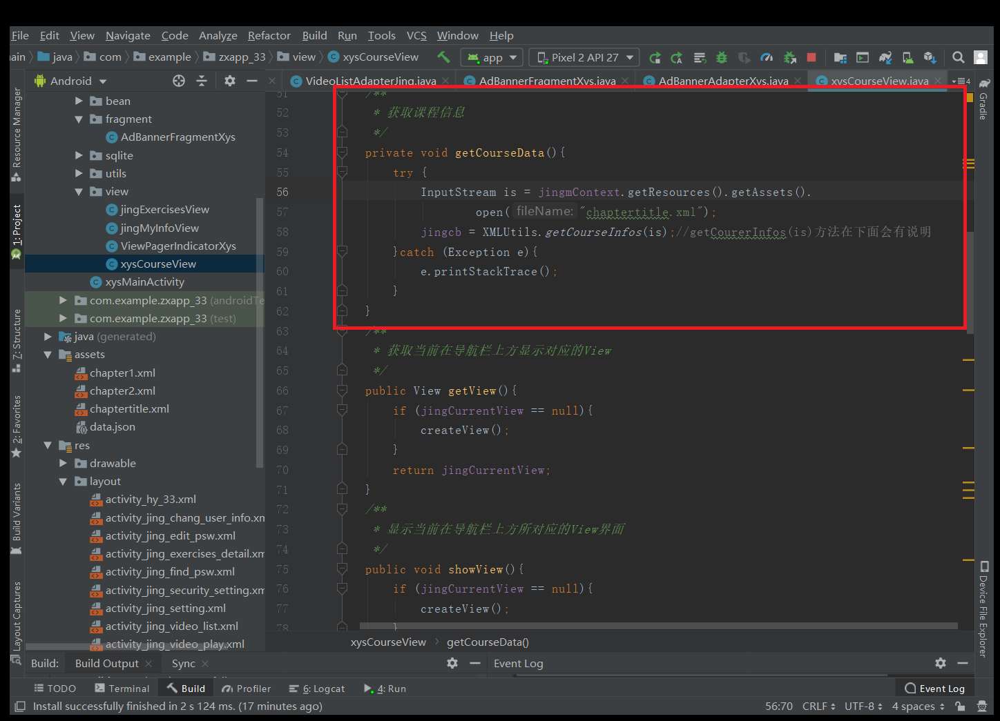 File Edit View Navigate Code Analyze Refactor Build Run Tools VCS Window Help
ain java com example zxapp_33 view xysCourseView app Pixel 2 API 27
Android
VideoListAdapterJing.java AdBannerFragmentXys.java AdBannerAdapterXys.java xysCourseView.java 4
Resource Manager
1: Project
7: Structure
2: Favorites
Build Variants
Layout Captures
bean
fragment
AdBannerFragmentXys
sqlite
utils
view
jingExercisesView
jingMyInfoView
ViewPagerIndicatorXys
xysCourseView
xysMainActivity
com.example.zxapp_33 (androidTe
com.example.zxapp_33 (test)
java (generated)
assets
chapter1.xml
chapter2.xml
chaptertitle.xml
data.json
res
drawable
layout
activity_hy_33.xml
activity_jing_chang_user_info.xm
activity_jing_edit_psw.xml
activity_jing_exercises_detail.xm
activity_jing_find_psw.xml
activity_jing_security_setting.xm
activity_jing_setting.xml
activity_jing_video_list.xml
activity_jing_video_play.xml
51 /**
52 * 获取课程信息
53 */
54 private void getCourseData(){
55 try {
56 InputStream is = jingmContext.getResources().getAssets().
57 open( fileName: "chaptertitle.xml");
58 jingcb = XMLUtils.getCourseInfos(is);//getCourerInfos(is)方法在下面会有说明
59 }catch (Exception e){
60 e.printStackTrace();
61 }
62 }
63 /**
64 * 获取当前在导航栏上方显示对应的View
65 */
66 public View getView(){
67 if (jingCurrentView == null){
68 createView();
69 }
70 return jingCurrentView;
71 }
72 /**
73 * 显示当前在导航栏上方所对应的View界面
74 */
75 public void showView(){
76 if (jingCurrentView == null){
77 createView();
78 }
xysCourseView getCourseData()
Gradle
Device File Explorer
Build: Build Output Sync
Event Log
TODO Terminal Build Profiler 6: Logcat 4: Run Event Log
Install successfully finished in 2 s 124 ms. (17 minutes ago) 56:70 CRLF UTF-8 4 spaces